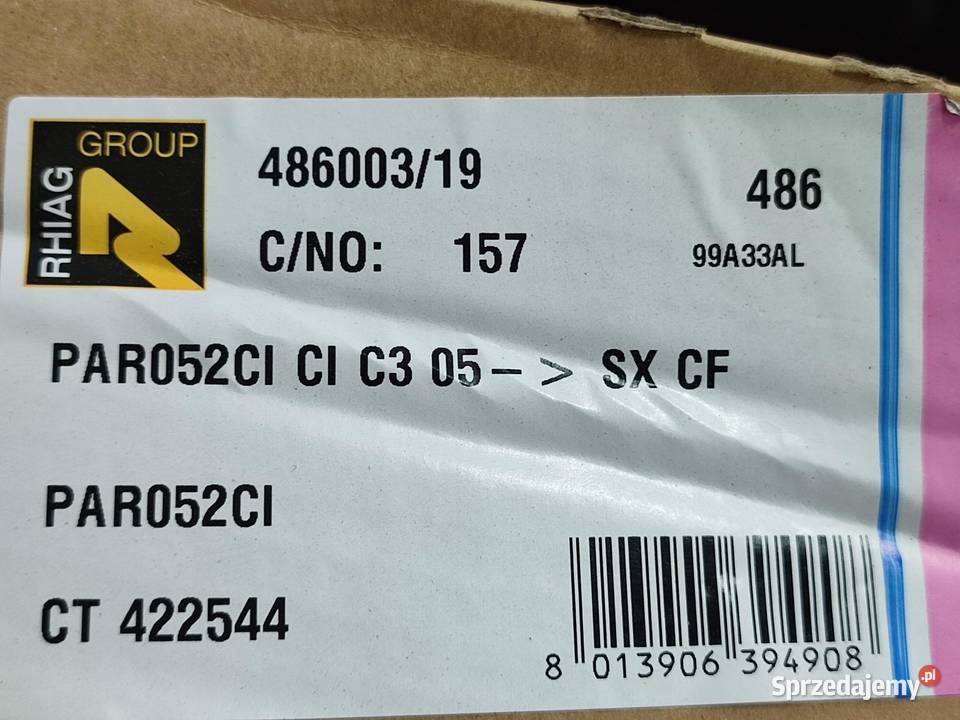 RHIAG GROUP
486003/19
486
C/NO: 157
99A33AL
PAR052CI CI C3 05-> SX CF
PAR052CI
CT 422544
8 013906 394908
Sprzedajemy.pl